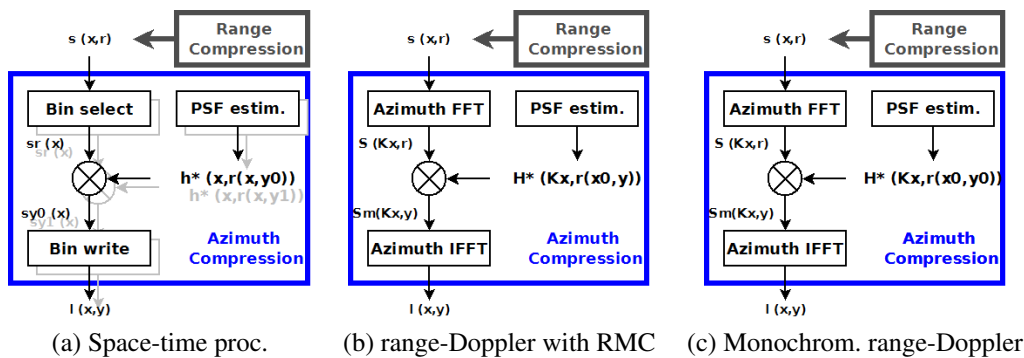 s (x,r)
Range
Compression
Bin select
PSF estim.
sr (x)
sr (x)
h* (x,r(x,y0))
h* (x,r(x,y1))
sy0 (x)
sy1 (x)
Bin write
Azimuth
Compression
I (x,y)
(a) Space-time proc.
s (x,r)
Range
Compression
Azimuth FFT
PSF estim.
S (Kx,r)
H* (Kx,r(x0,y))
Sm(Kx,y)
Azimuth IFFT
Azimuth
Compression
I (x,y)
(b) range-Doppler with RMC
s (x,r)
Range
Compression
Azimuth FFT
PSF estim.
S (Kx,r)
H* (Kx,r(x0,y0))
Sm(Kx,y)
Azimuth IFFT
Azimuth
Compression
I (x,y)
(c) Monochrom. range-Doppler